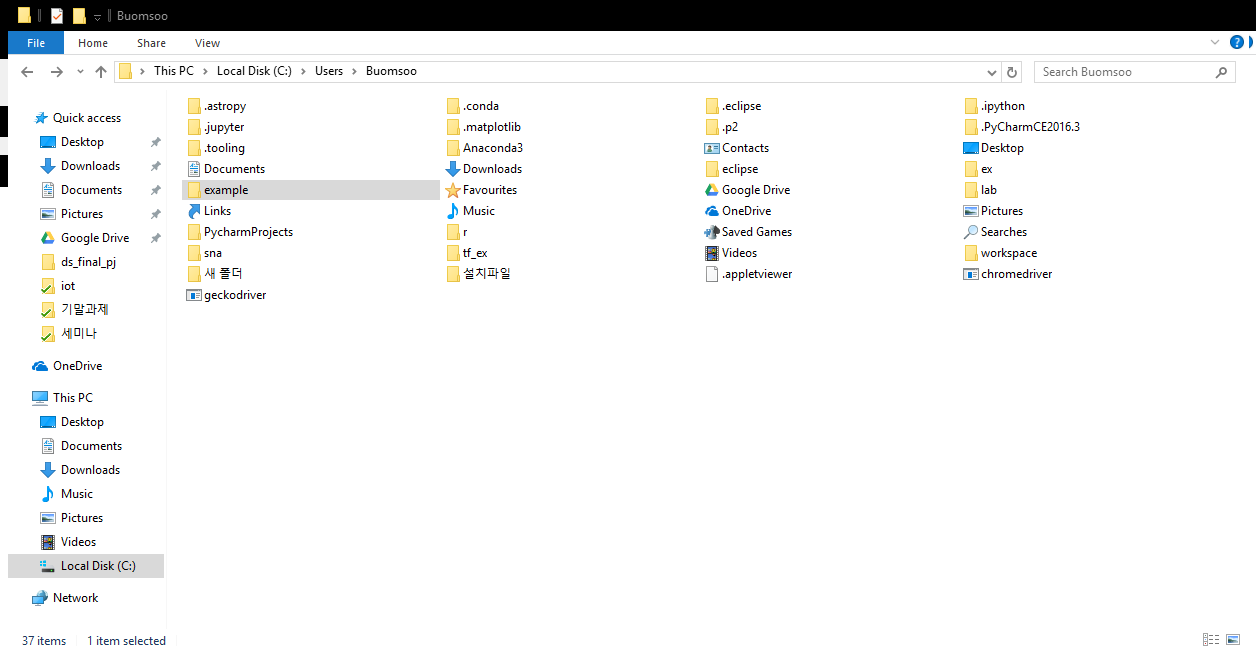 Buomsoo
File Home Share View
This PC Local Disk (C:) Users Buomsoo Search Buomsoo
Quick access
Desktop
Downloads
Documents
Pictures
Google Drive
ds_final_pj
iot
기말과제
세미나
OneDrive
This PC
Desktop
Documents
Downloads
Music
Pictures
Videos
Local Disk (C:)
Network
.astropy .conda .eclipse .ipython
.jupyter .matplotlib .p2 .PyCharmCE2016.3
.tooling Anaconda3 Contacts Desktop
Documents Downloads eclipse ex
example Favourites Google Drive lab
Links Music OneDrive Pictures
PycharmProjects r Saved Games Searches
sna tf_ex Videos workspace
새 폴더 설치파일 .appletviewer chromedriver
geckodriver
37 items 1 item selected